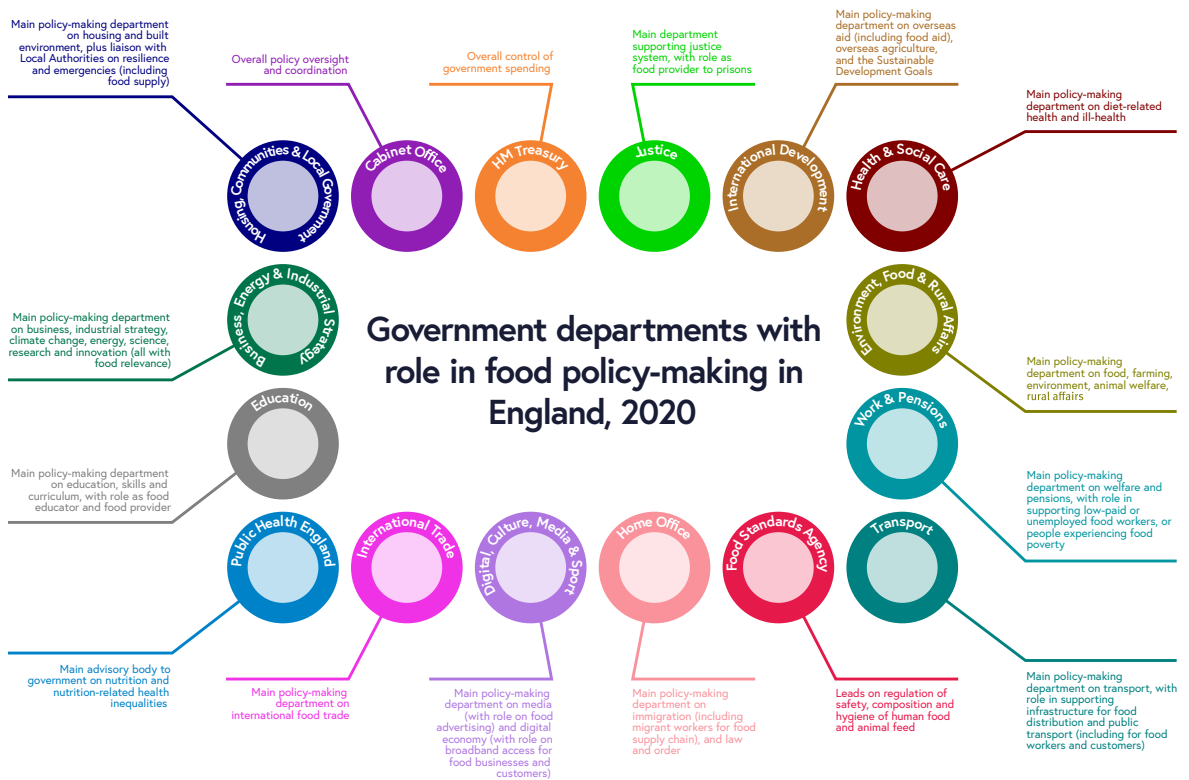 Main policy-making department
on housing and built
environment, plus liaison with
Local Authorities on resilience
and emergencies (including
food supply)
Overall policy oversight
and coordination
Overall control of
government spending
Main department
supporting justice
system, with role as
food provider to prisons
Main policy-making
department on overseas
aid (including food aid),
overseas agriculture,
and the Sustainable
Development Goals
Main policy-making
department on diet-related
health and ill-health
Housing, Communities & Local Government
Cabinet Office
HM Treasury
Justice
International Development
Health & Social Care
Business, Energy & Industrial Strategy
Environment, Food & Rural Affairs
Main policy-making department
on business, industrial strategy,
climate change, energy, science,
research and innovation (all with
food relevance)
Government departments with
role in food policy-making in
England, 2020
Main policy-making
department on food, farming,
environment, animal welfare,
rural affairs
Education
Work & Pensions
Main policy-making department
on education, skills and
curriculum, with role as food
educator and food provider
Main policy-making
department on welfare and
pensions, with role in
supporting low-paid or
unemployed food workers, or
people experiencing food
poverty
Public Health England
International Trade
Digital, Culture, Media & Sport
Home Office
Food Standards Agency
Transport
Main advisory body to
government on nutrition and
nutrition-related health
inequalities
Main policy-making
department on
international food trade
Main policy-making
department on media
(with role on food
advertising) and digital
economy (with role on
broadband access for
food businesses and
customers)
Main policy-making
department on
immigration (including
migrant workers for food
supply chain), and law
and order
Leads on regulation of
safety, composition and
hygiene of human food
and animal feed
Main policy-making
department on transport, with
role in supporting
infrastructure for food
distribution and public
transport (including for food
workers and customers)